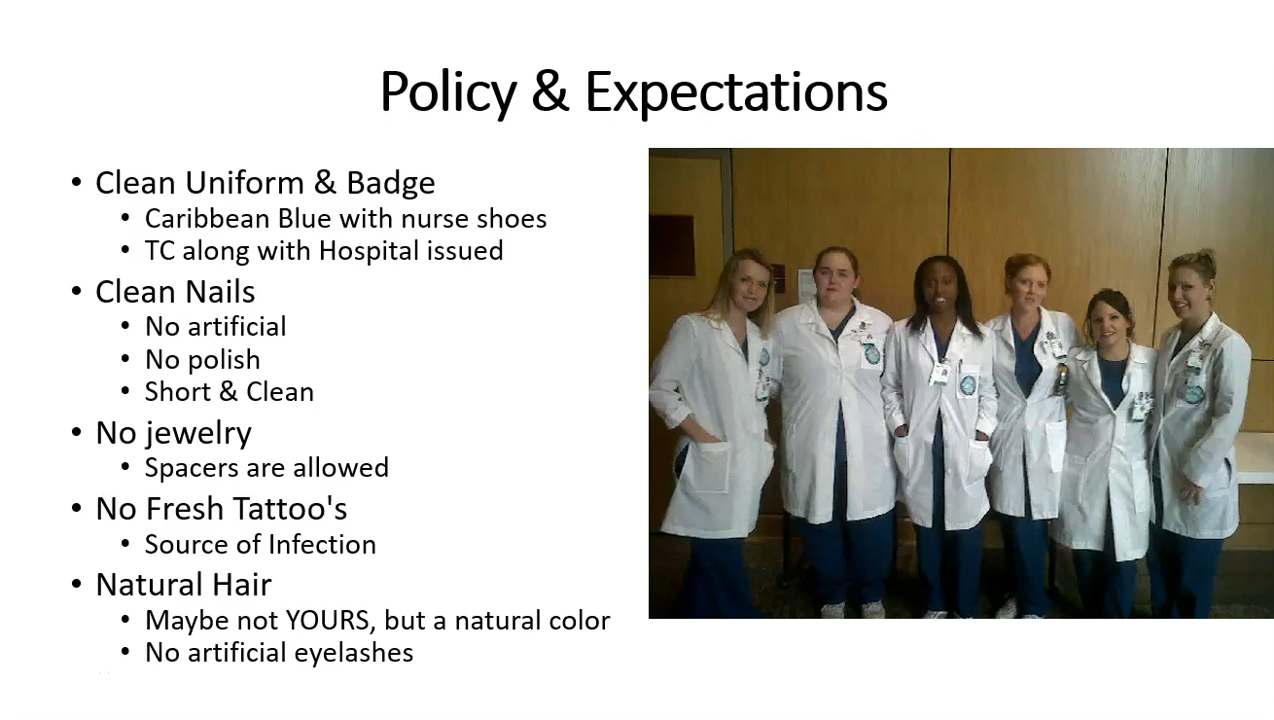 Policy & Expectations
• Clean Uniform & Badge
• Caribbean Blue with nurse shoes
• TC along with Hospital issued
• Clean Nails
• No artificial
• No polish
• Short & Clean
• No jewelry
• Spacers are allowed
• No Fresh Tattoo's
• Source of Infection
• Natural Hair
• Maybe not YOURS, but a natural color
• No artificial eyelashes